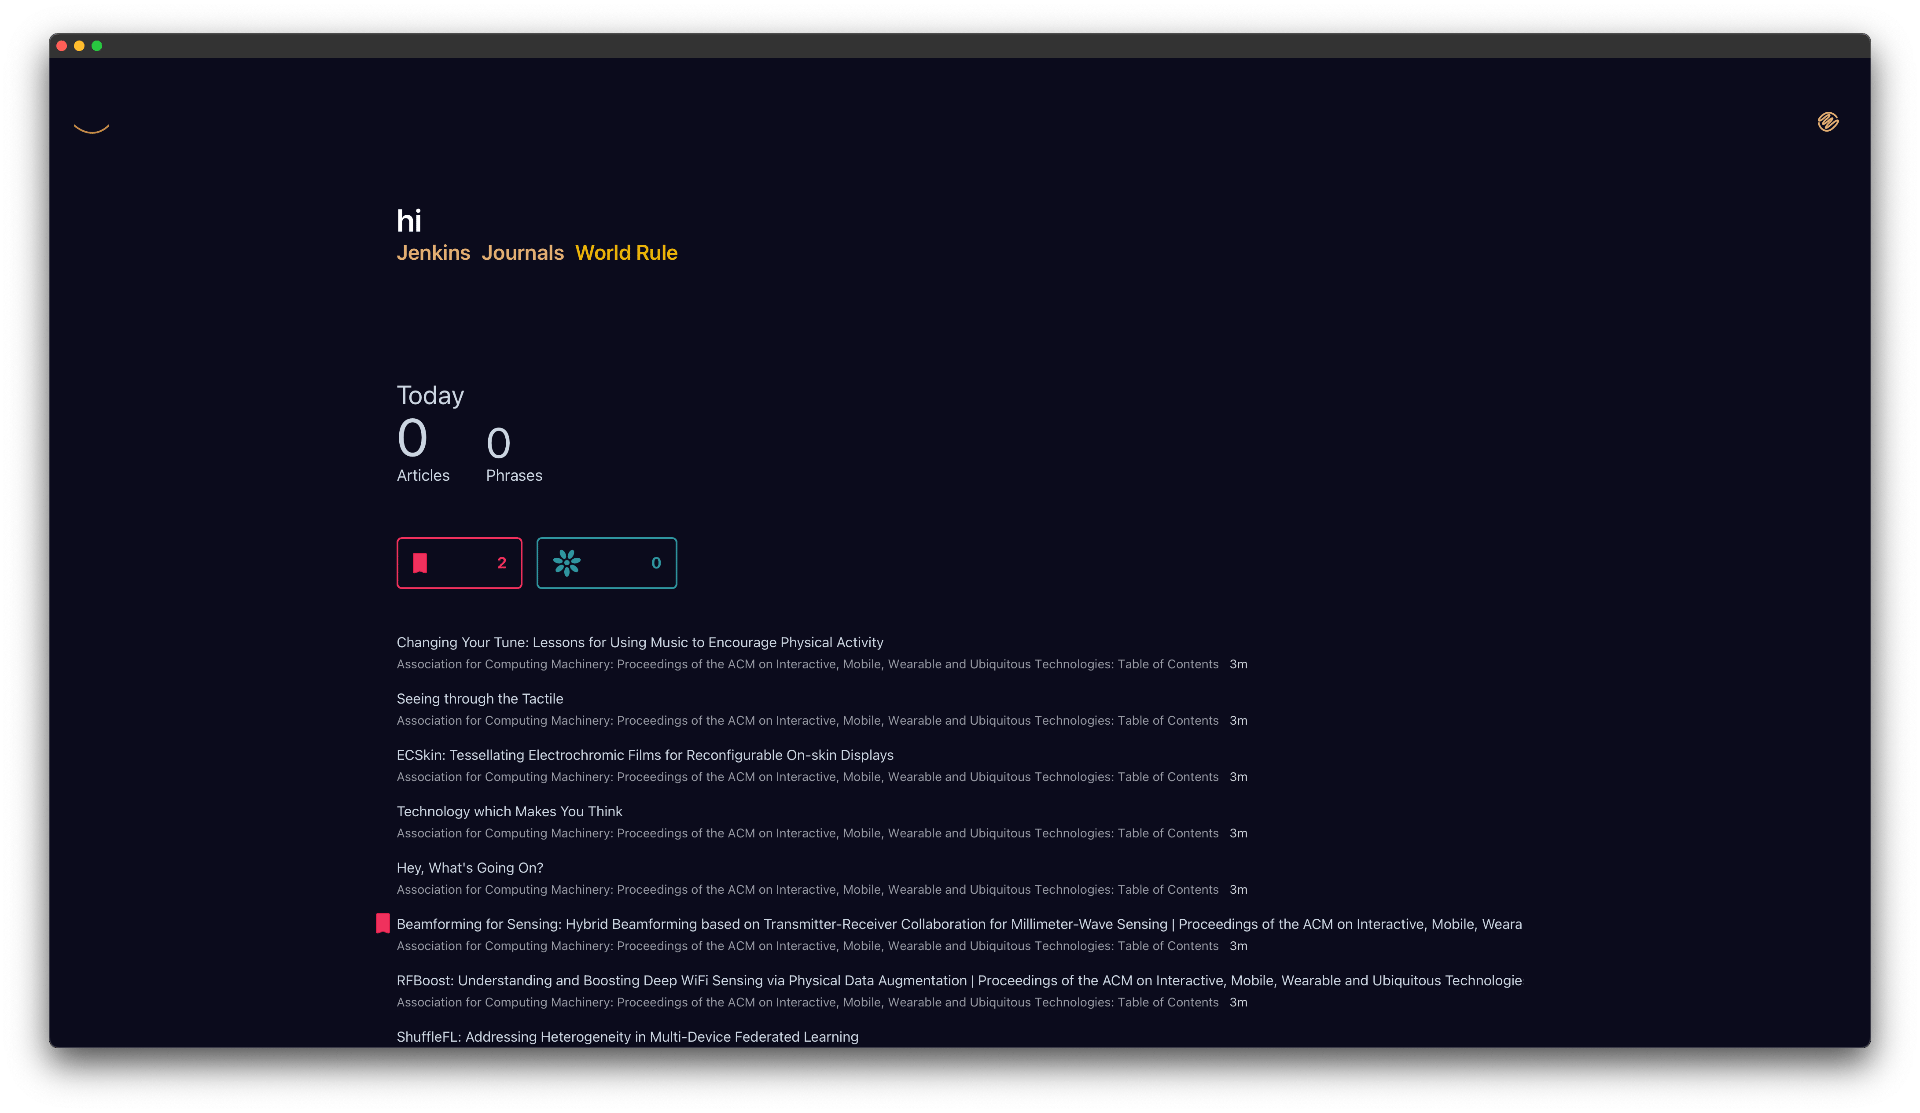 hi
Jenkins Journals World Rule
Today
0 0
Articles Phrases
2 0
Changing Your Tune: Lessons for Using Music to Encourage Physical Activity
Association for Computing Machinery: Proceedings of the ACM on Interactive, Mobile, Wearable and Ubiquitous Technologies: Table of Contents 3m
Seeing through the Tactile
Association for Computing Machinery: Proceedings of the ACM on Interactive, Mobile, Wearable and Ubiquitous Technologies: Table of Contents 3m
ECSkin: Tessellating Electrochromic Films for Reconfigurable On-skin Displays
Association for Computing Machinery: Proceedings of the ACM on Interactive, Mobile, Wearable and Ubiquitous Technologies: Table of Contents 3m
Technology which Makes You Think
Association for Computing Machinery: Proceedings of the ACM on Interactive, Mobile, Wearable and Ubiquitous Technologies: Table of Contents 3m
Hey, What's Going On?
Association for Computing Machinery: Proceedings of the ACM on Interactive, Mobile, Wearable and Ubiquitous Technologies: Table of Contents 3m
Beamforming for Sensing: Hybrid Beamforming based on Transmitter-Receiver Collaboration for Millimeter-Wave Sensing | Proceedings of the ACM on Interactive, Mobile, Weara
Association for Computing Machinery: Proceedings of the ACM on Interactive, Mobile, Wearable and Ubiquitous Technologies: Table of Contents 3m
RFBoost: Understanding and Boosting Deep WiFi Sensing via Physical Data Augmentation | Proceedings of the ACM on Interactive, Mobile, Wearable and Ubiquitous Technologie
Association for Computing Machinery: Proceedings of the ACM on Interactive, Mobile, Wearable and Ubiquitous Technologies: Table of Contents 3m
ShuffleFL: Addressing Heterogeneity in Multi-Device Federated Learning